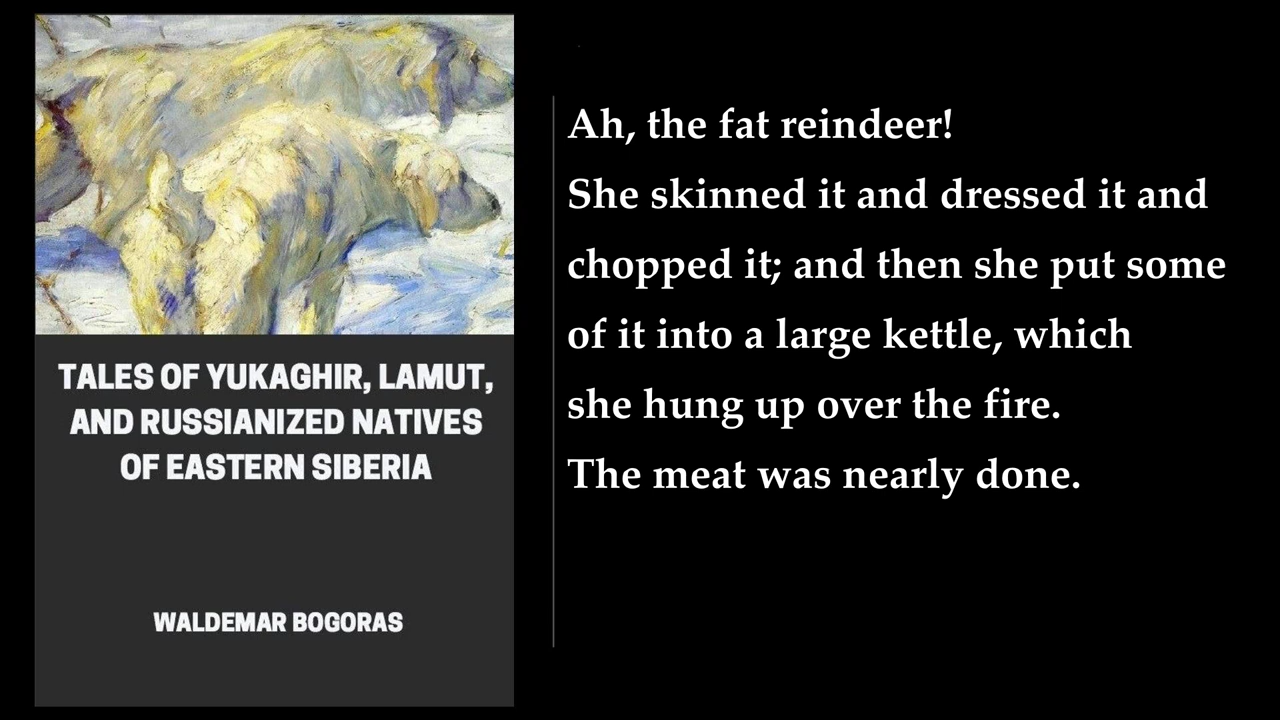 TALES OF YUKAGHIR, LAMUT,
AND RUSSIANIZED NATIVES
OF EASTERN SIBERIA
WALDEMAR BOGORAS
Ah, the fat reindeer!
She skinned it and dressed it and
chopped it; and then she put some
of it into a large kettle, which
she hung up over the fire.
The meat was nearly done.